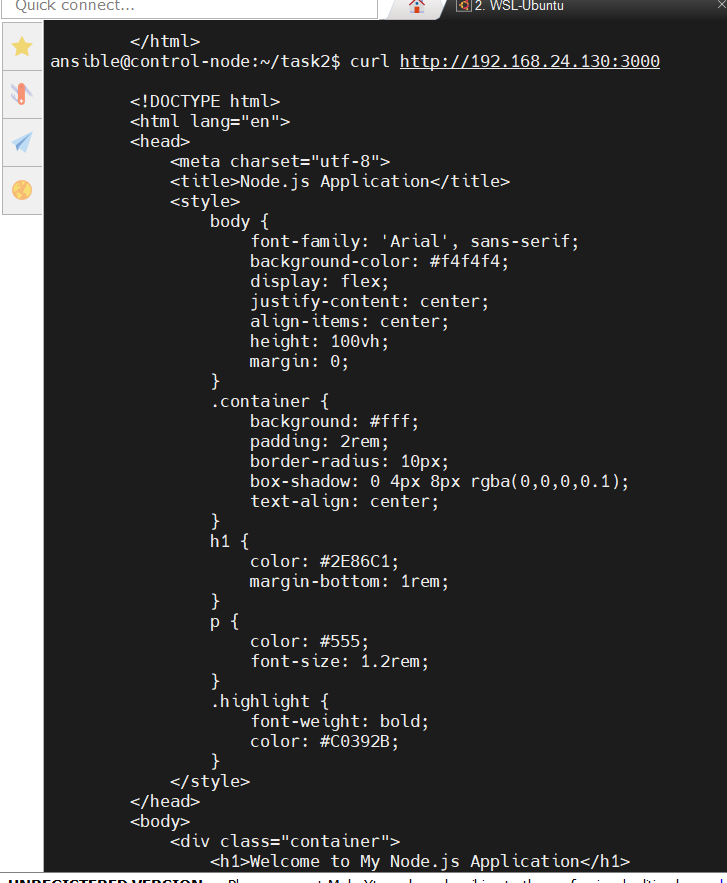 Quick connect...
2. WSL-Ubuntu
</html>
ansible@control-node:~/task2$ curl http://192.168.24.130:3000
<!DOCTYPE html>
<html lang="en">
<head>
<meta charset="utf-8">
<title>Node.js Application</title>
<style>
body {
font-family: 'Arial', sans-serif;
background-color: #f4f4f4;
display: flex;
justify-content: center;
align-items: center;
height: 100vh;
margin: 0;
}
.container {
background: #fff;
padding: 2rem;
border-radius: 10px;
box-shadow: 0 4px 8px rgba(0,0,0,0.1);
text-align: center;
}
h1 {
color: #2E86C1;
margin-bottom: 1rem;
}
p {
color: #555;
font-size: 1.2rem;
}
.highlight {
font-weight: bold;
color: #C0392B;
}
</style>
</head>
<body>
<div class="container">
<h1>Welcome to My Node.js Application</h1>
UNREGISTERED VERSION